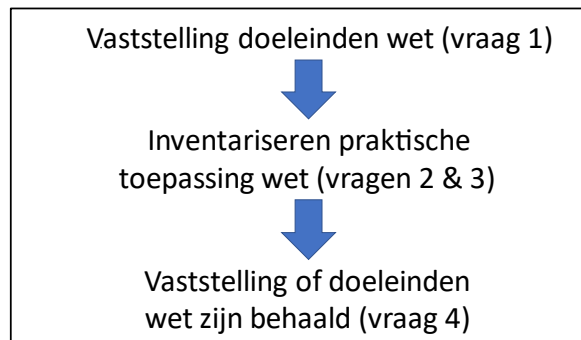 Vaststelling doeleinden wet (vraag 1)
Inventariseren praktische
toepassing wet (vragen 2 & 3)
Vaststelling of doeleinden
wet zijn behaald (vraag 4)